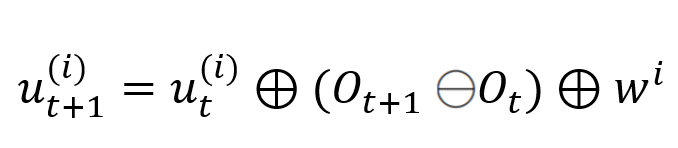 u_{t+1}^{(i)} = u_t^{(i)} ⊕ (O_{t+1} ⊖ O_t) ⊕ w^i